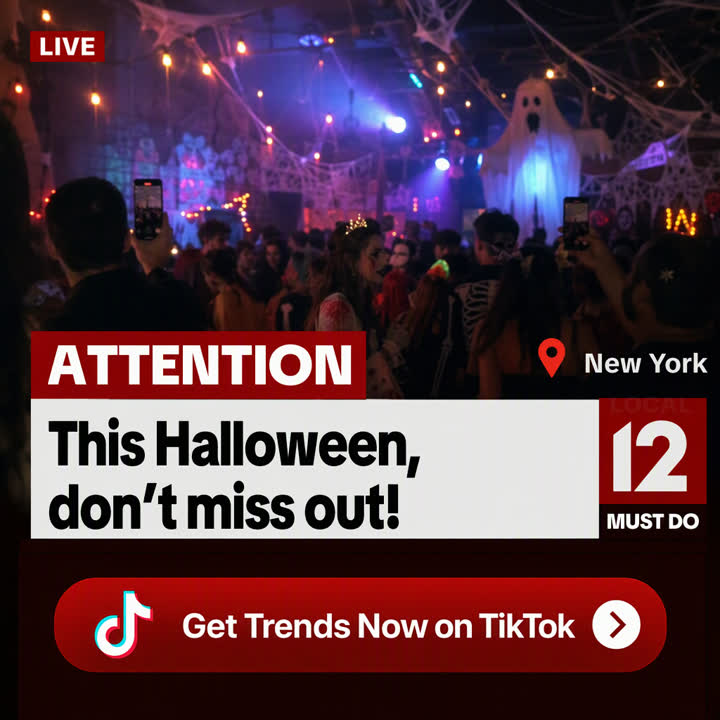 LIVE
ATTENTION
New York
This Halloween,
don't miss out!
LOCAL
12
MUST DO
Get Trends Now on TikTok